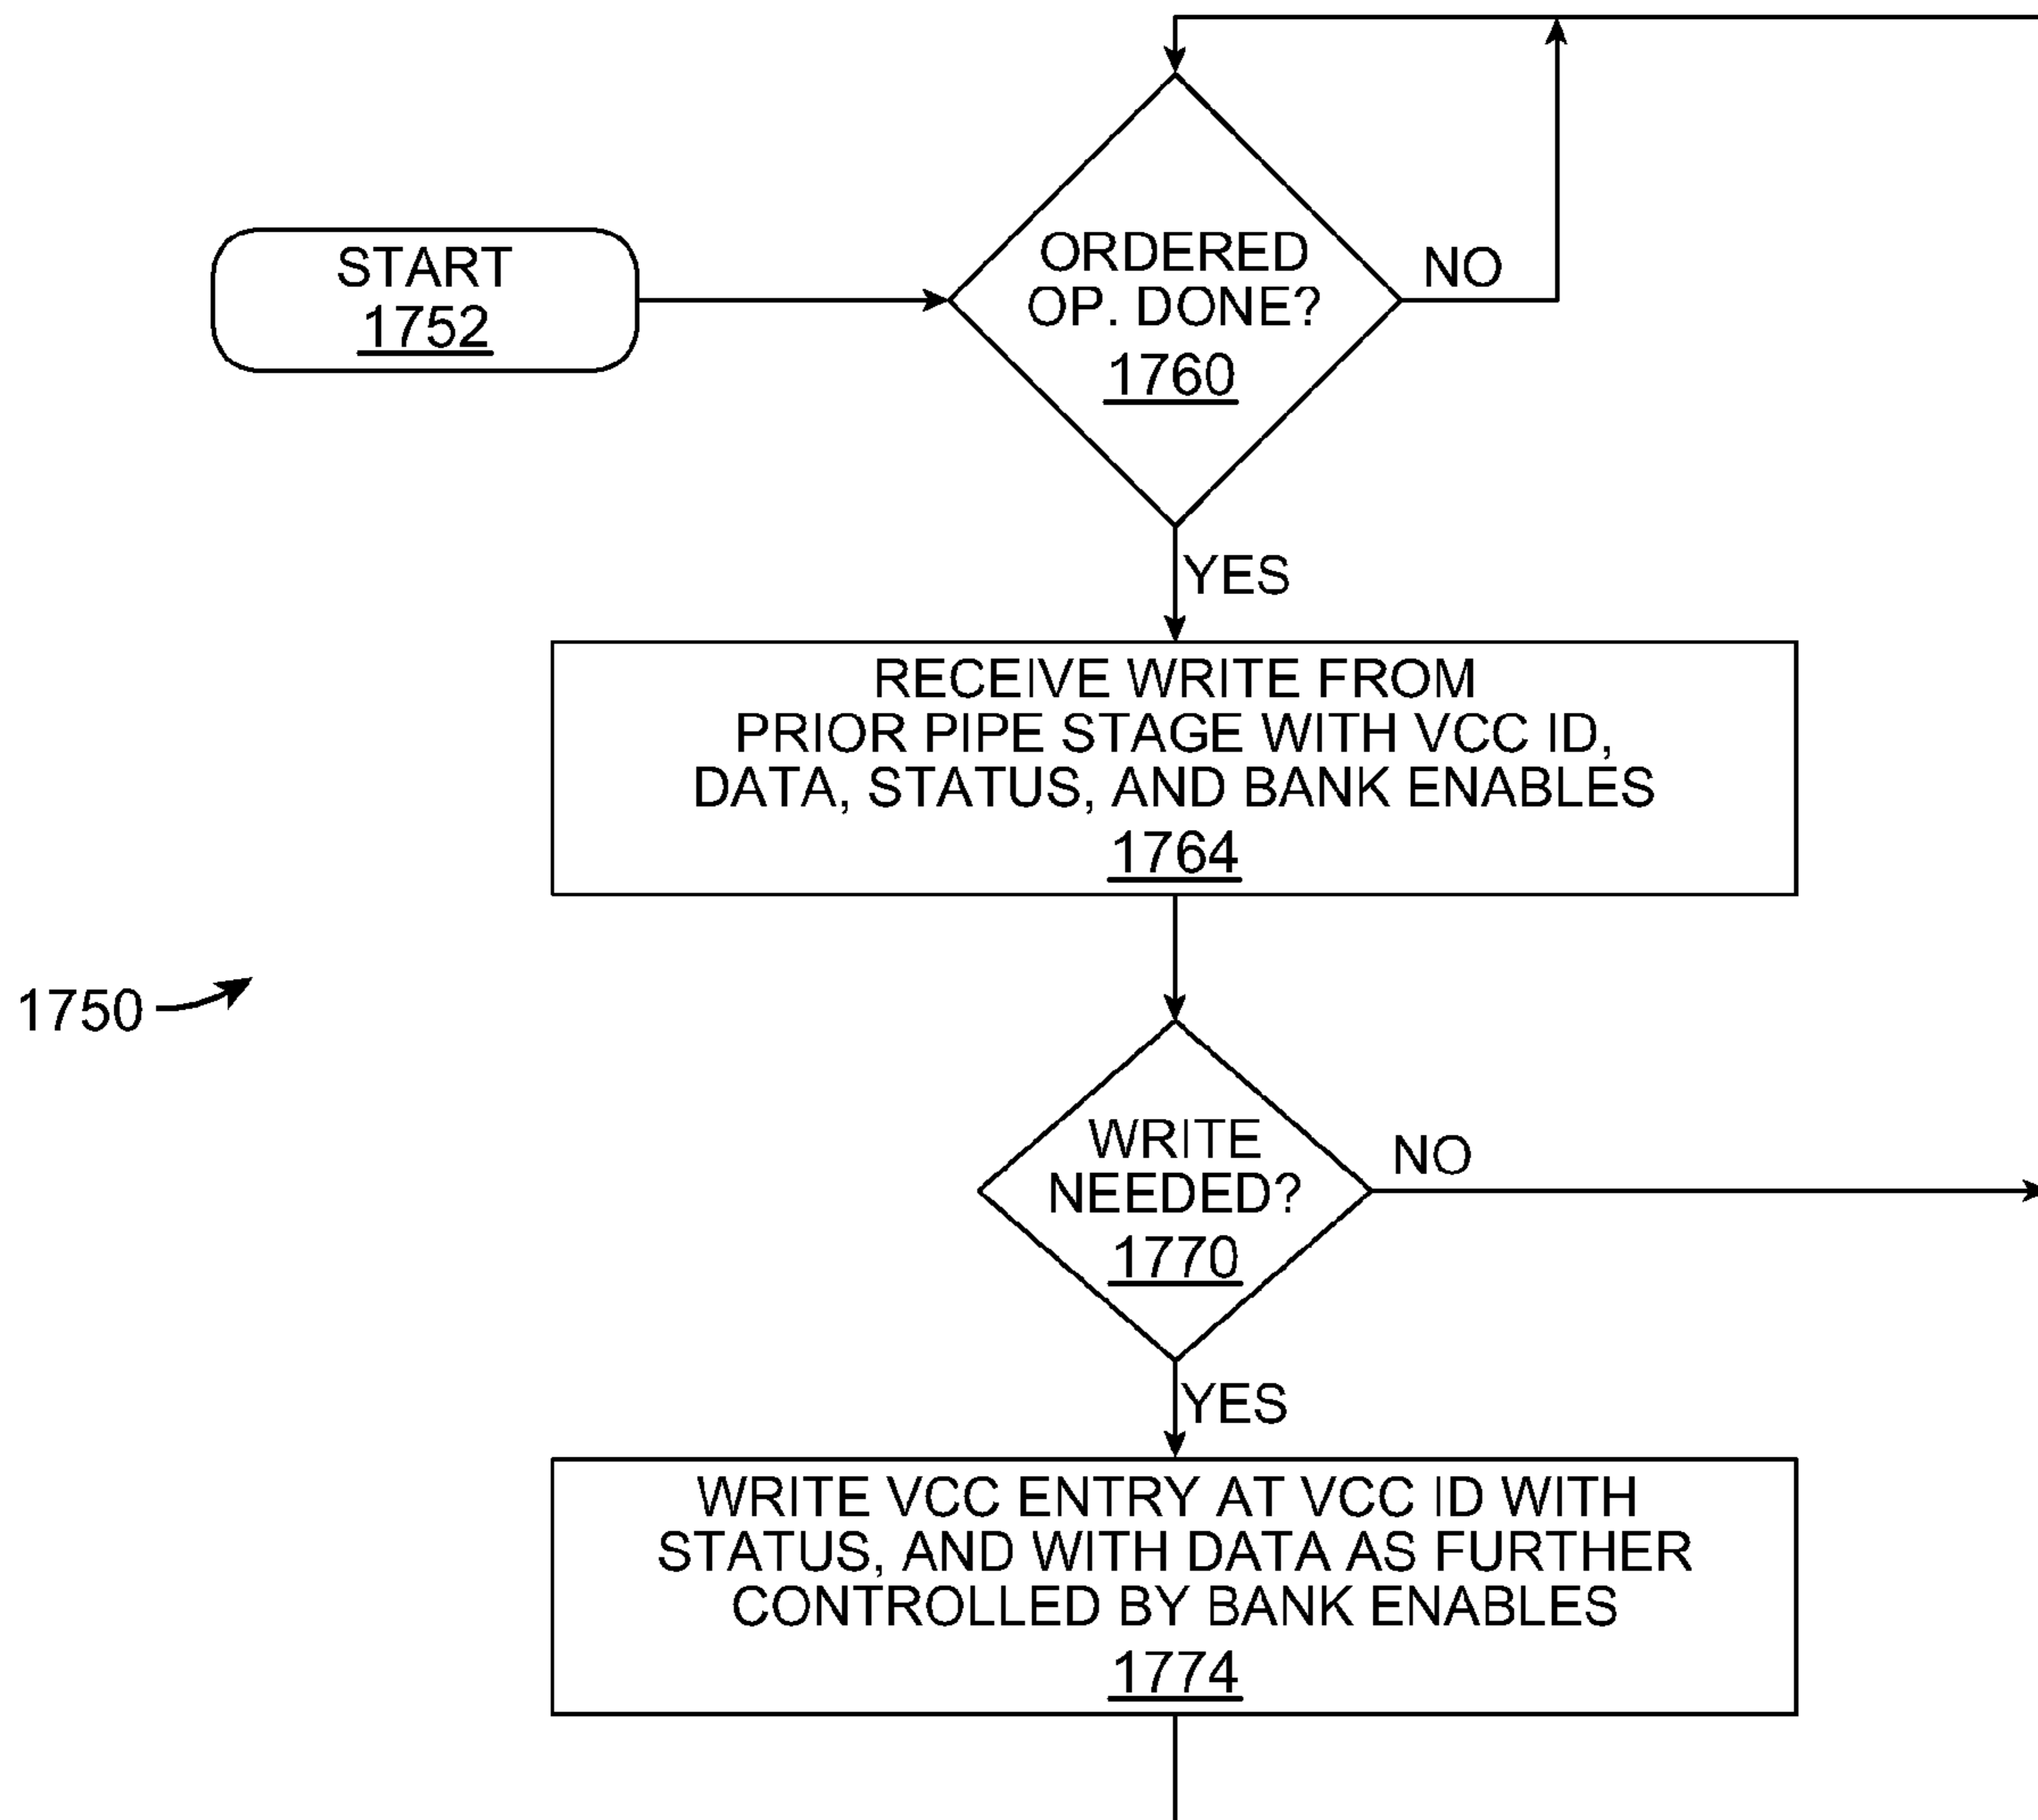 START
1752
ORDERED
OP. DONE?
1760
NO
YES
RECEIVE WRITE FROM
PRIOR PIPE STAGE WITH VCC ID,
DATA, STATUS, AND BANK ENABLES
1764
1750
WRITE
NEEDED?
1770
NO
YES
WRITE VCC ENTRY AT VCC ID WITH
STATUS, AND WITH DATA AS FURTHER
CONTROLLED BY BANK ENABLES
1774